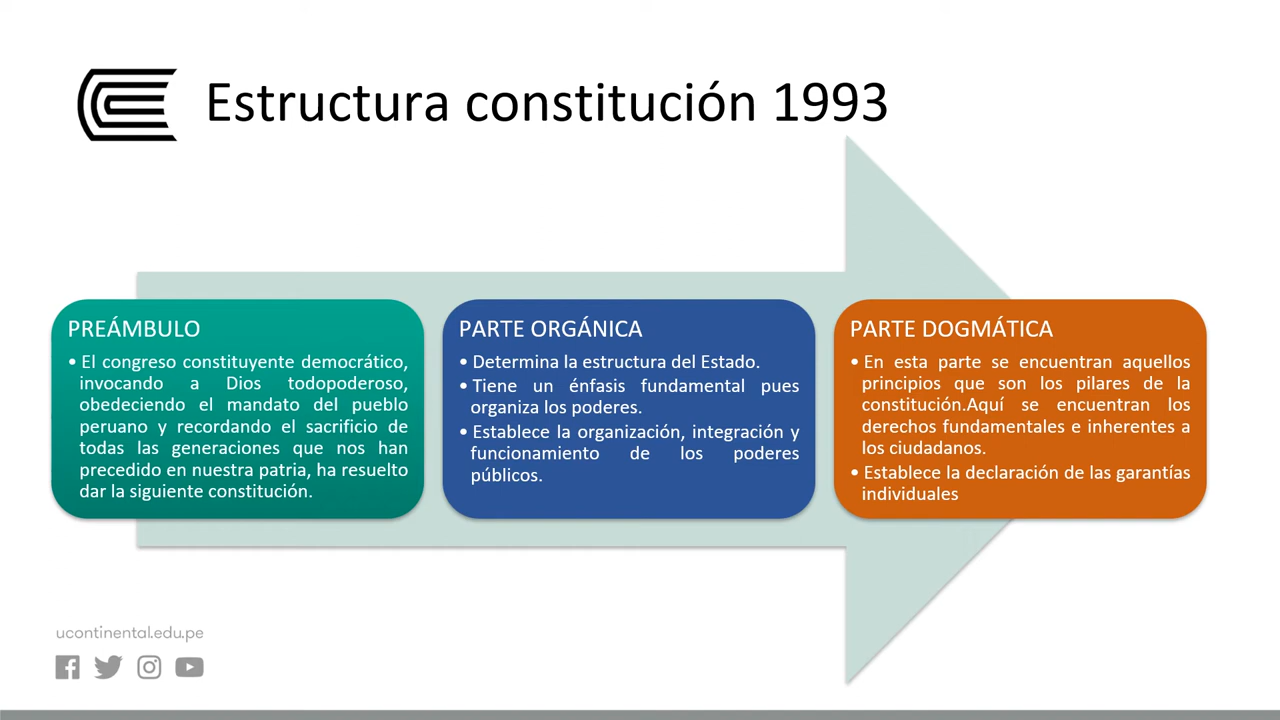 Estructura constitución 1993
PREÁMBULO
• El congreso constituyente democrático,
invocando a Dios todopoderoso,
obedeciendo el mandato del pueblo
peruano y recordando el sacrificio de
todas las generaciones que nos han
precedido en nuestra patria, ha resuelto
dar la siguiente constitución.
PARTE ORGÁNICA
• Determina la estructura del Estado.
• Tiene un énfasis fundamental pues
organiza los poderes.
• Establece la organización, integración y
funcionamiento de los poderes
públicos.
PARTE DOGMÁTICA
• En esta parte se encuentran aquellos
principios que son los pilares de la
constitución.Aquí se encuentran los
derechos fundamentales e inherentes a
los ciudadanos.
• Establece la declaración de las garantías
individuales
ucontinental.edu.pe